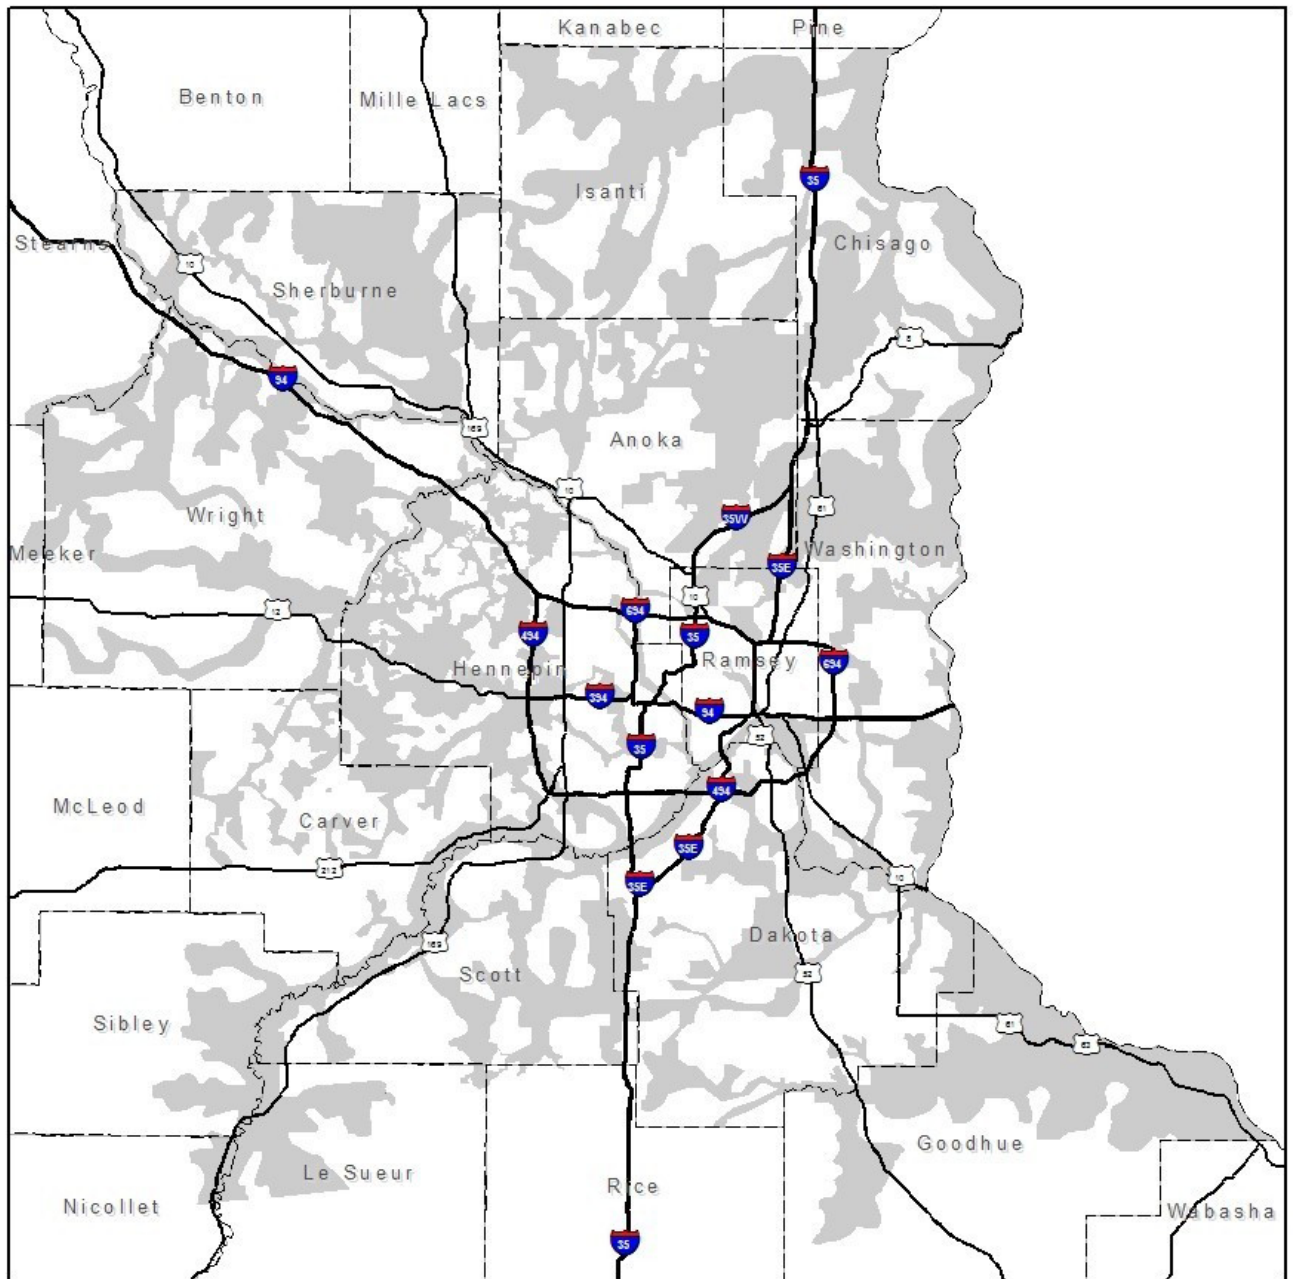 Kanabec
Pine
Benton
Mille Lacs
35
Isanti
Stearns
Chisago
10
Sherburne
8
94
169
Anoka
10
35W
61
Wright
Meeker
Washington
35E
10
12
694
494
35
Ramsey
694
Hennepin
394
94
52
35
494
McLeod
Carver
35E
212
10
35E
Dakota
169
Scott
52
Sibley
61
63
Goodhue
Le Sueur
Rice
Nicollet
Wabasha
35